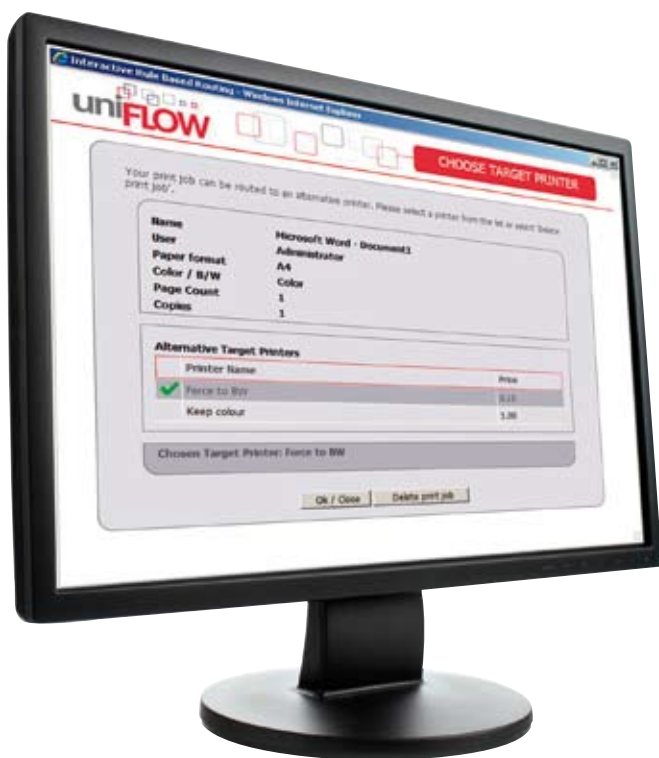 Interactive Rule Based Routing - Windows Internet Explorer
uniFLOW
CHOOSE TARGET PRINTER
Your print job can be routed to an alternative printer. Please select a printer from the list or select 'Delete
print job'.
Name Microsoft Word - Document1
User Administrator
Paper format A4
Color / B/W Color
Page Count 1
Copies 1
Alternative Target Printers
Printer Name Price
Force to BW
Keep colour 1.00
Chosen Target Printer: Force to BW
Ok / Close Delete print job